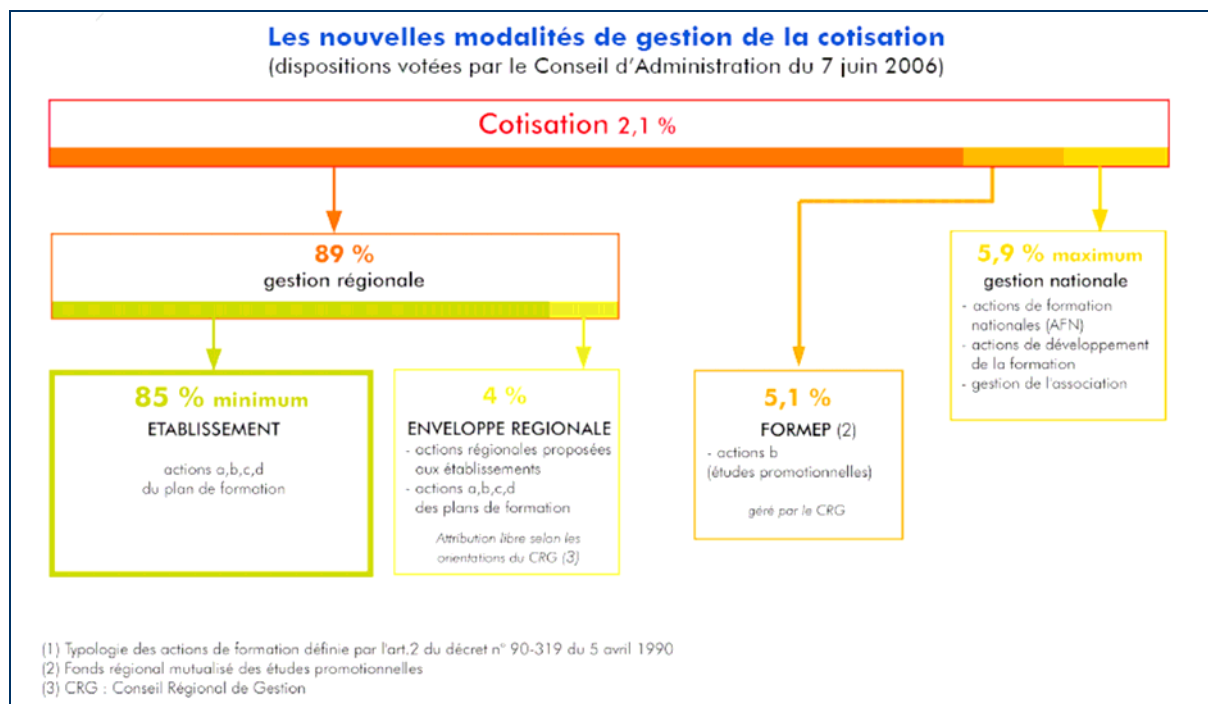 Les nouvelles modalités de gestion de la cotisation
(dispositions votées par le Conseil d'Administration du 7 juin 2006)
Cotisation 2,1 %
89 %
gestion régionale
5,9 % maximum
gestion nationale
- actions de formation
nationales (AFN)
- actions de développement
de la formation
- gestion de l'association
85 % minimum
ETABLISSEMENT
actions a,b,c,d
du plan de formation
4 %
ENVELOPPE REGIONALE
- actions régionales proposées
aux établissements
- actions a,b,c,d
des plans de formation
Attribution libre selon les
orientations du CRG (3)
5,1 %
FORMEP (2)
- actions b
(études promotionnelles)
géré par le CRG
(1) Typologie des actions de formation définie par l'art.2 du décret n° 90-319 du 5 avril 1990
(2) Fonds régional mutualisé des études promotionnelles
(3) CRG : Conseil Régional de Gestion